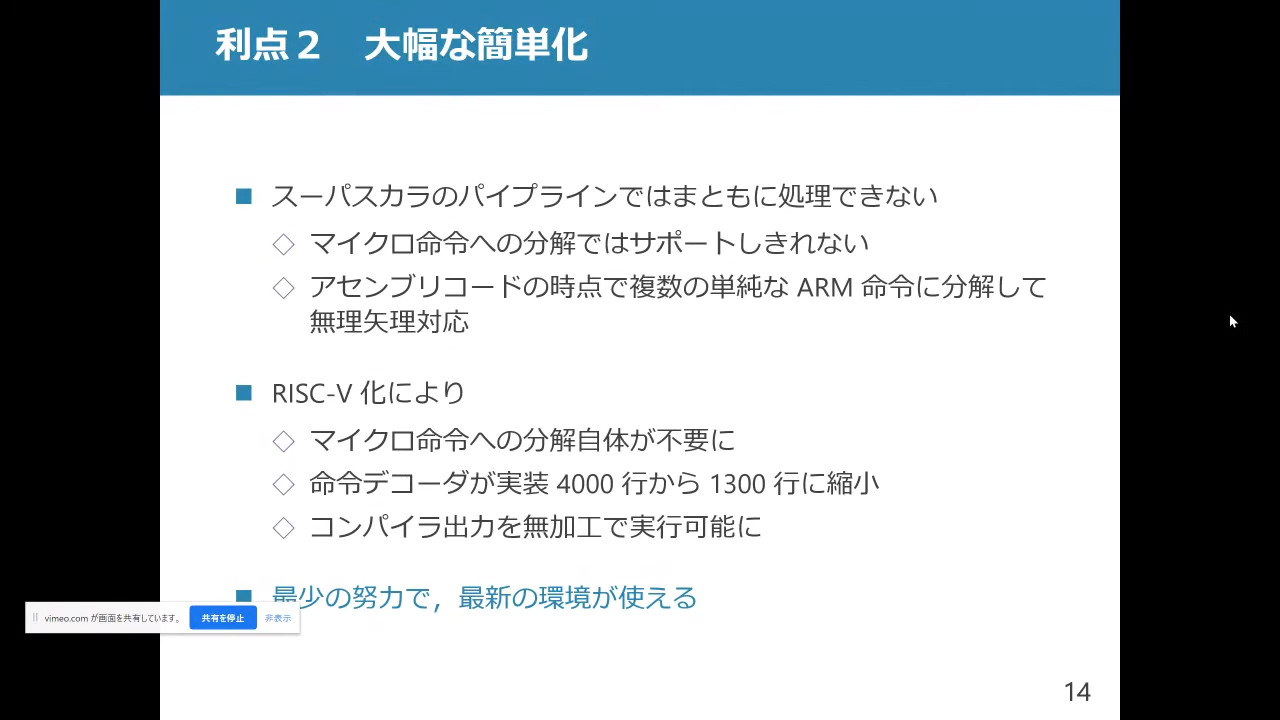 利点２　大幅な簡単化
■ スーパスカラのパイプラインではまともに処理できない
◇ マイクロ命令への分解ではサポートしきれない
◇ アセンブリコードの時点で複数の単純な ARM 命令に分解して
無理矢理対応
■ RISC-V 化により
◇ マイクロ命令への分解自体が不要に
◇ 命令デコーダが実装 4000 行から 1300 行に縮小
◇ コンパイラ出力を無加工で実行可能に
■ 最少の努力で，最新の環境が使える
vimeo.com が画面を共有しています。 共有を停止 非表示
14